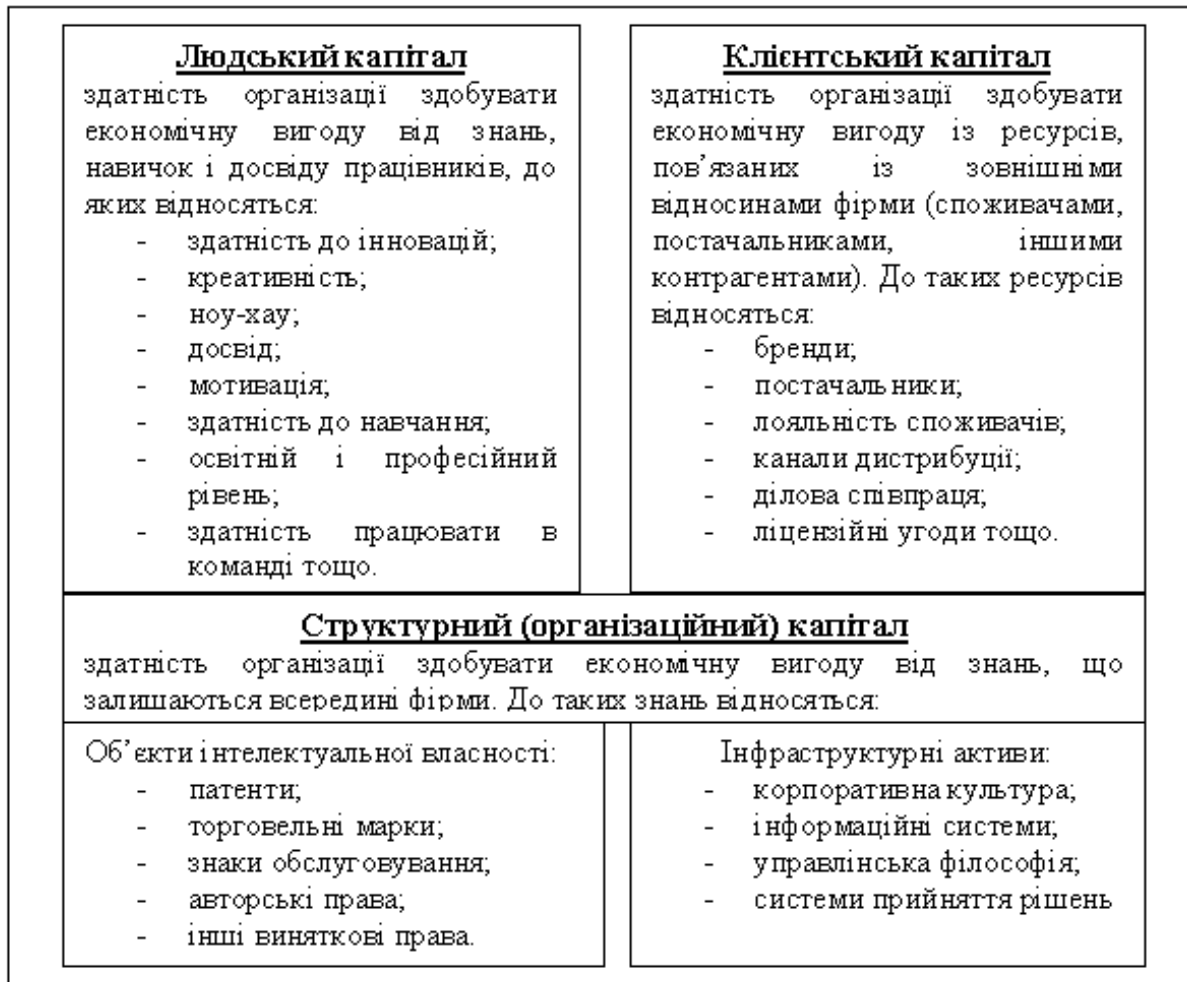 Людський капітал
здатність організації здобувати
економічну вигоду від знань,
навичок і досвіду працівників, до
яких відносяться:
- здатність до інновацій;
- креативність;
- ноу-хау;
- досвід;
- мотивація;
- здатність до навчання;
- освітній і професійний
рівень;
- здатність працювати в
команді тощо.
Клієнтський капітал
здатність організації здобувати
економічну вигоду із ресурсів,
пов’язаних із зовнішніми
відносинами фірми (споживачами,
постачальниками, іншими
контрагентами). До таких ресурсів
відносяться:
- бренди;
- постачальники;
- лояльність споживачів;
- канали дистрибуції;
- ділова співпраця;
- ліцензійні угоди тощо.
Структурний (організаційний) капітал
здатність організації здобувати економічну вигоду від знань, що
залишаються всередині фірми. До таких знань відносяться:
Об’єкти інтелектуальної власності:
- патенти;
- торговельні марки;
- знаки обслуговування;
- авторські права;
- інші виняткові права.
Інфраструктурні активи:
- корпоративна культура;
- інформаційні системи;
- управлінська філософія;
- системи прийняття рішень